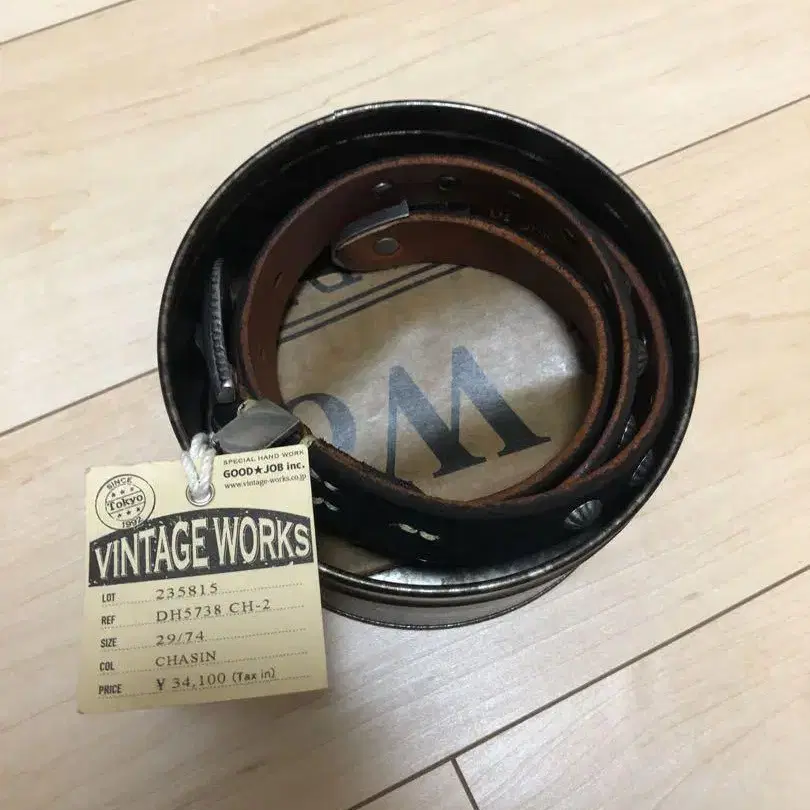 SPECIAL HAND WORK
GOOD★JOB inc.
www.vintage-works.co.jp
SINCE
Tokyo
1997
VINTAGE WORKS
LOT 235815
REF DH5738 CH-2
SIZE 29/74
COL CHASIN
PRICE ¥ 34,100 (Tax in)
WO